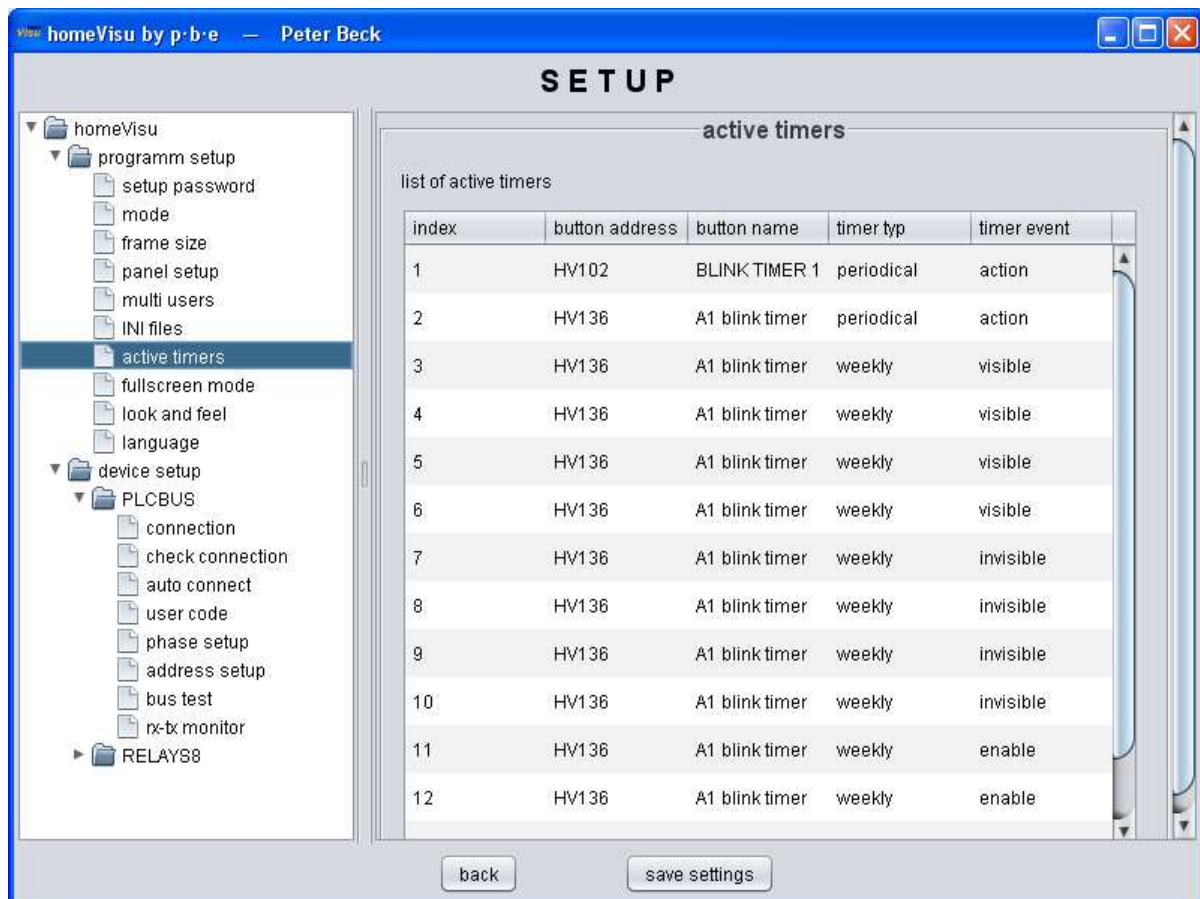 homeVisu by p·b·e — Peter Beck
SETUP
homeVisu
programm setup
setup password
mode
frame size
panel setup
multi users
INI files
active timers
fullscreen mode
look and feel
language
device setup
PLCBUS
connection
check connection
auto connect
user code
phase setup
address setup
bus test
rx-tx monitor
RELAYS8
active timers
list of active timers
index button address button name timer typ timer event
1 HV102 BLINK TIMER 1 periodical action
2 HV136 A1 blink timer periodical action
3 HV136 A1 blink timer weekly visible
4 HV136 A1 blink timer weekly visible
5 HV136 A1 blink timer weekly visible
6 HV136 A1 blink timer weekly visible
7 HV136 A1 blink timer weekly invisible
8 HV136 A1 blink timer weekly invisible
9 HV136 A1 blink timer weekly invisible
10 HV136 A1 blink timer weekly invisible
11 HV136 A1 blink timer weekly enable
12 HV136 A1 blink timer weekly enable
back save settings